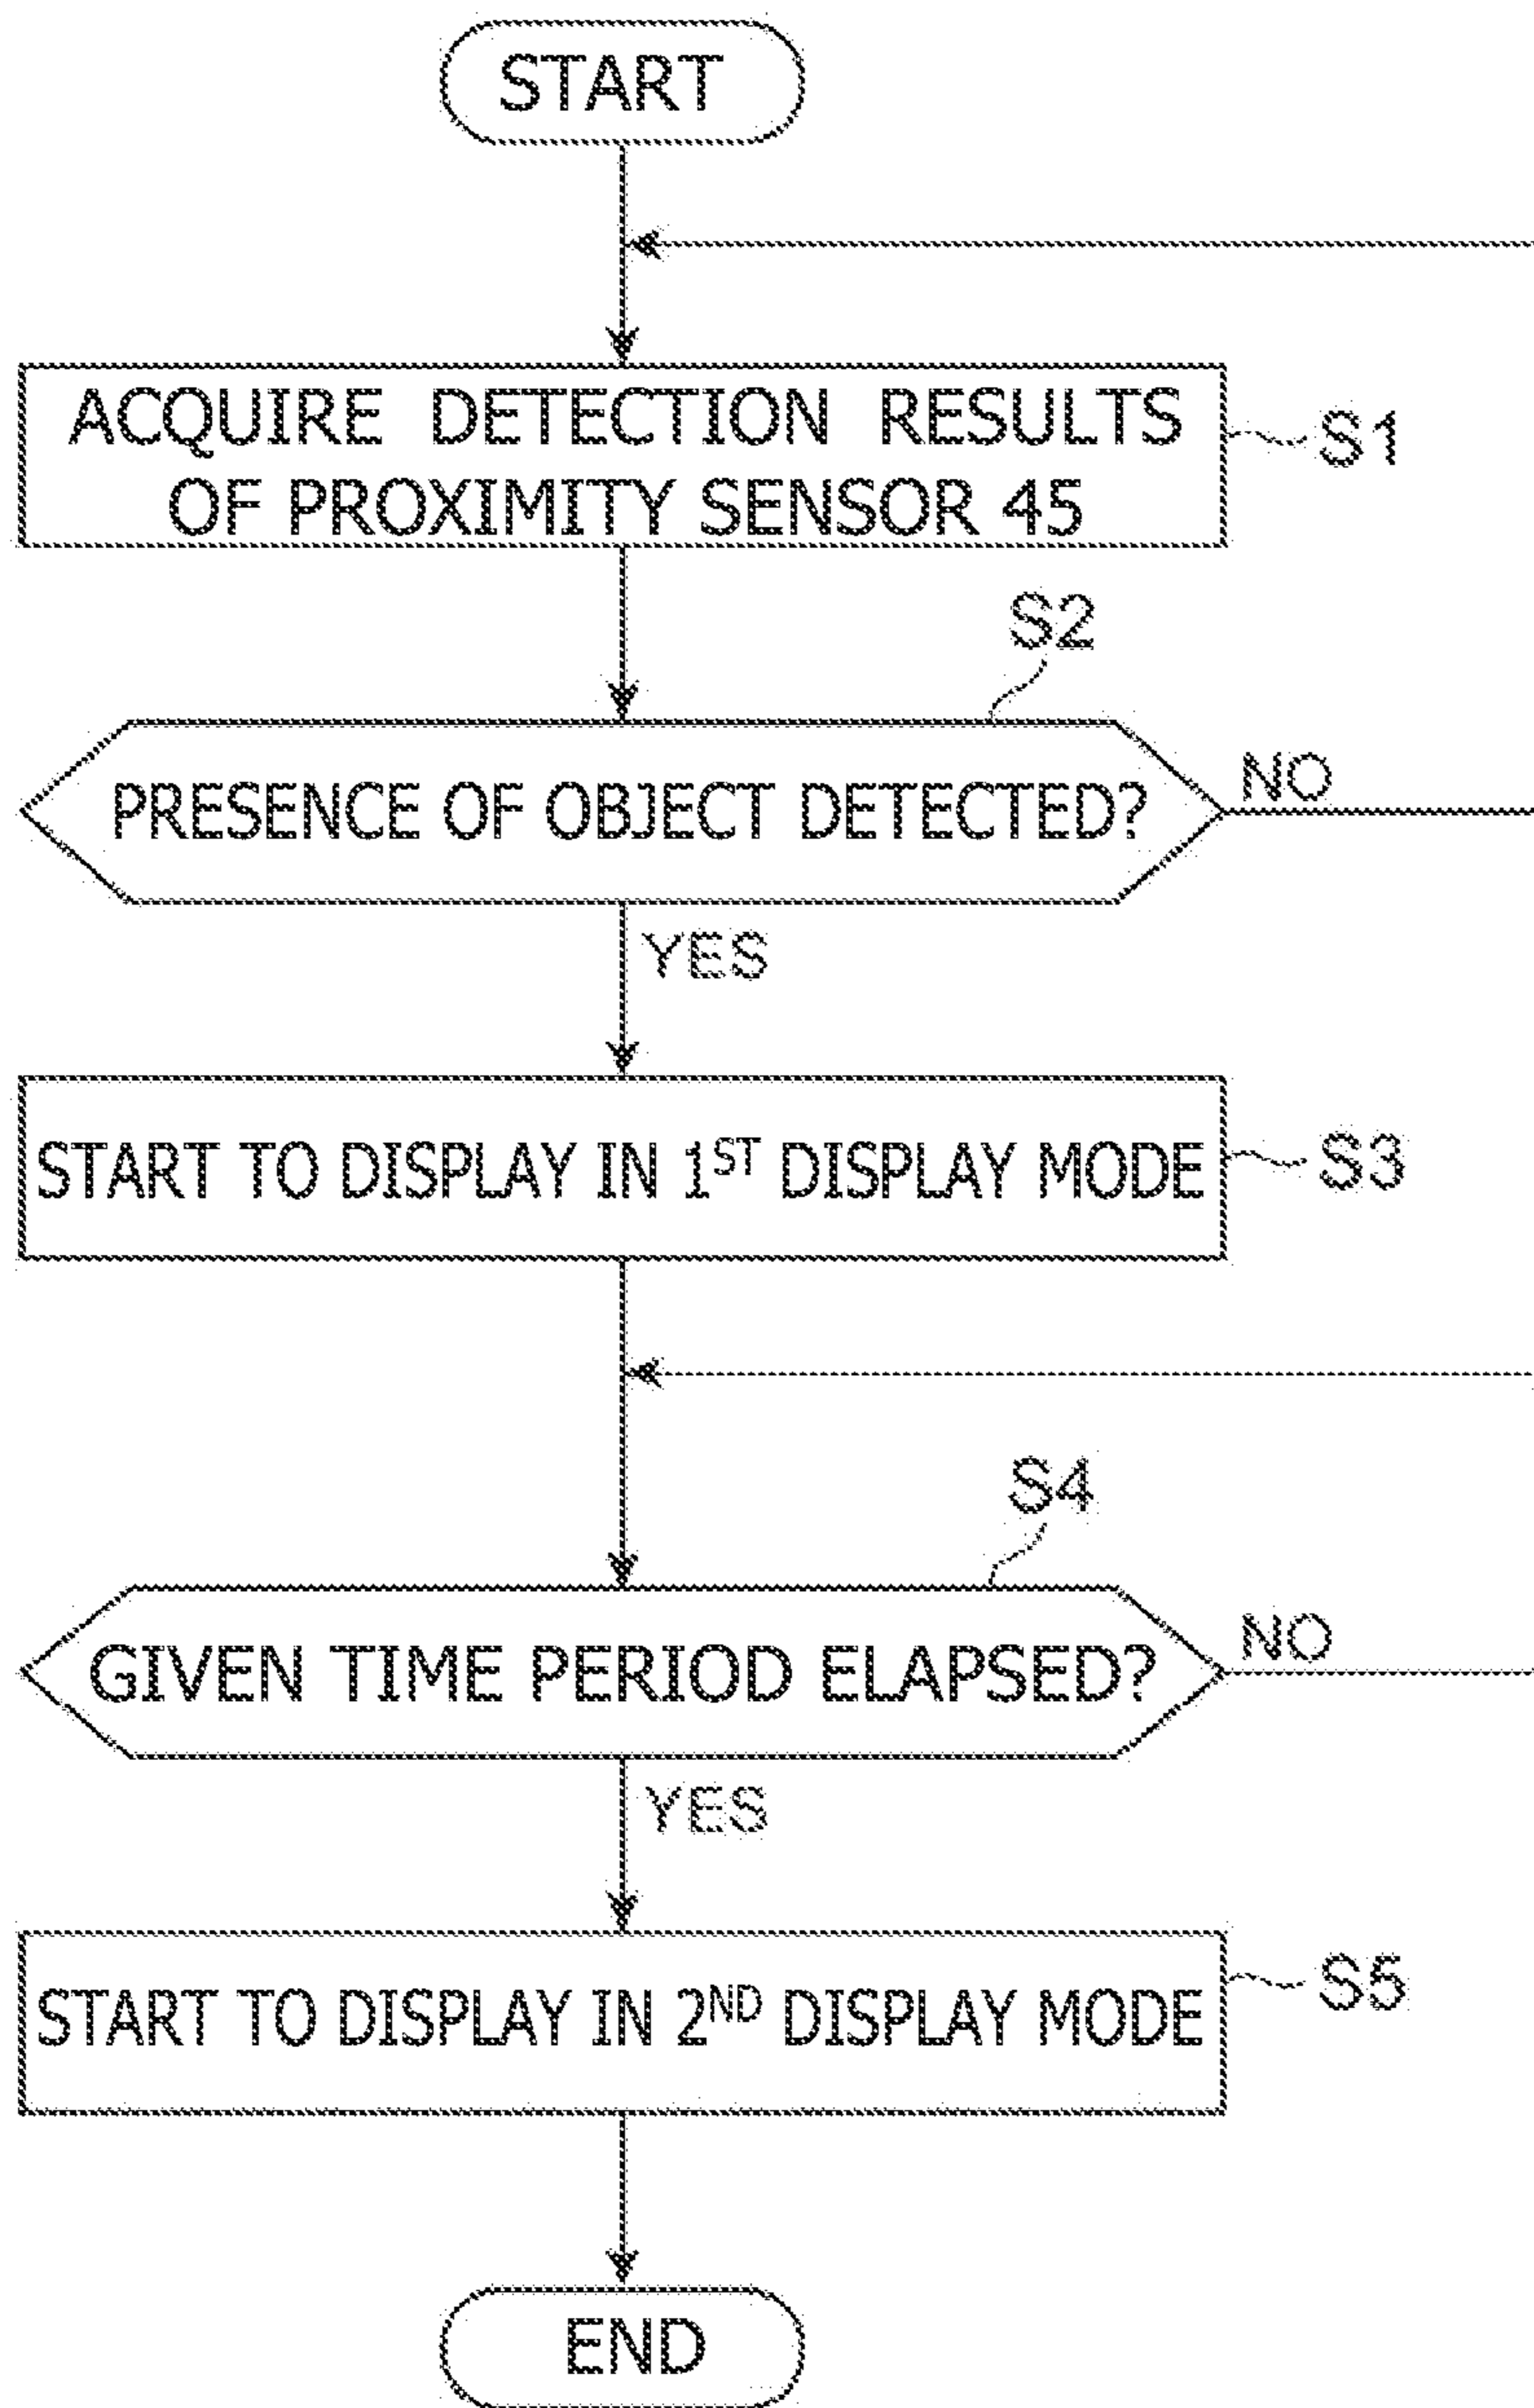 START
ACQUIRE DETECTION RESULTS
OF PROXIMITY SENSOR 45
S1
S2
PRESENCE OF OBJECT DETECTED?
NO
YES
START TO DISPLAY IN 1ST DISPLAY MODE
S3
S4
GIVEN TIME PERIOD ELAPSED?
NO
YES
START TO DISPLAY IN 2ND DISPLAY MODE
S5
END